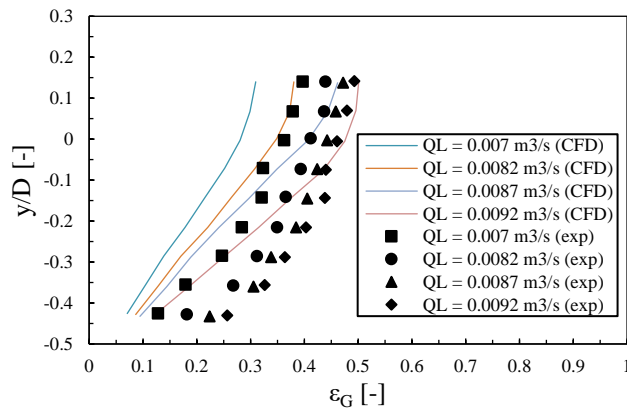 0.3
0.2
0.1
0
-0.1
-0.2
-0.3
-0.4
-0.5
y/D [-]
QL = 0.007 m3/s (CFD)
QL = 0.0082 m3/s (CFD)
QL = 0.0087 m3/s (CFD)
QL = 0.0092 m3/s (CFD)
QL = 0.007 m3/s (exp)
QL = 0.0082 m3/s (exp)
QL = 0.0087 m3/s (exp)
QL = 0.0092 m3/s (exp)
0 0.1 0.2 0.3 0.4 0.5 0.6 0.7 0.8 0.9 1
εG [-]